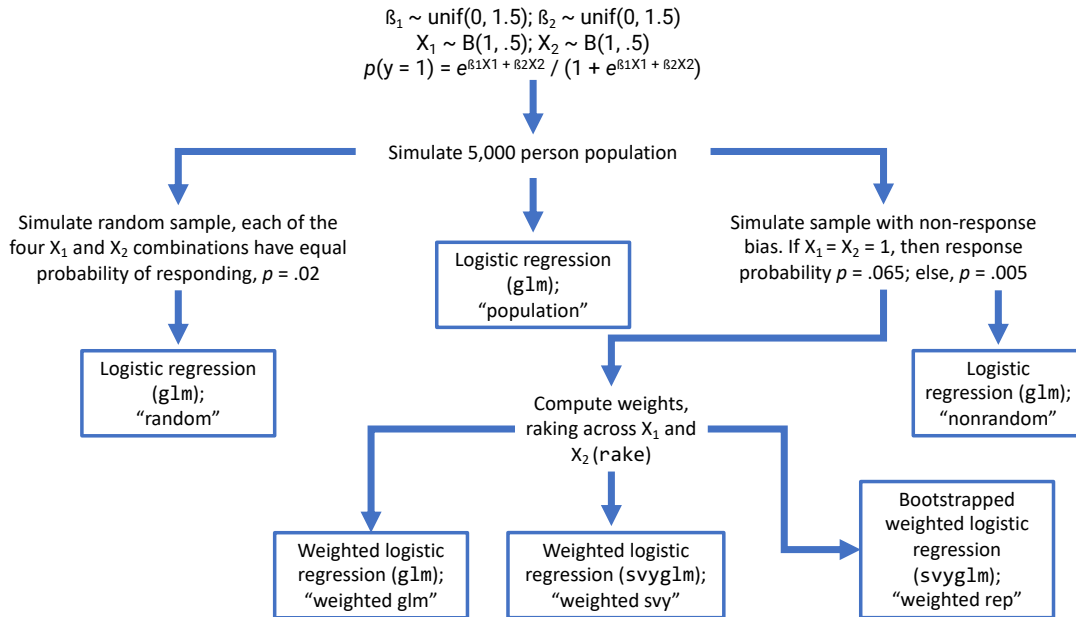 ß₁ ~ unif(0, 1.5); ß₂ ~ unif(0, 1.5)
X₁ ~ B(1, .5); X₂ ~ B(1, .5)
p(y = 1) = e^ß1X1 + ß2X2 / (1 + e^ß1X1 + ß2X2)
Simulate 5,000 person population
Simulate random sample, each of the
four X₁ and X₂ combinations have equal
probability of responding, p = .02
Logistic regression
(glm);
"population"
Simulate sample with non-response
bias. If X₁ = X₂ = 1, then response
probability p = .065; else, p = .005
Logistic regression
(glm);
"random"
Logistic
regression (glm);
"nonrandom"
Compute weights,
raking across X₁ and
X₂ (rake)
Weighted logistic
regression (glm);
"weighted glm"
Weighted logistic
regression (svyglm);
"weighted svy"
Bootstrapped
weighted logistic
regression
(svyglm);
"weighted rep"